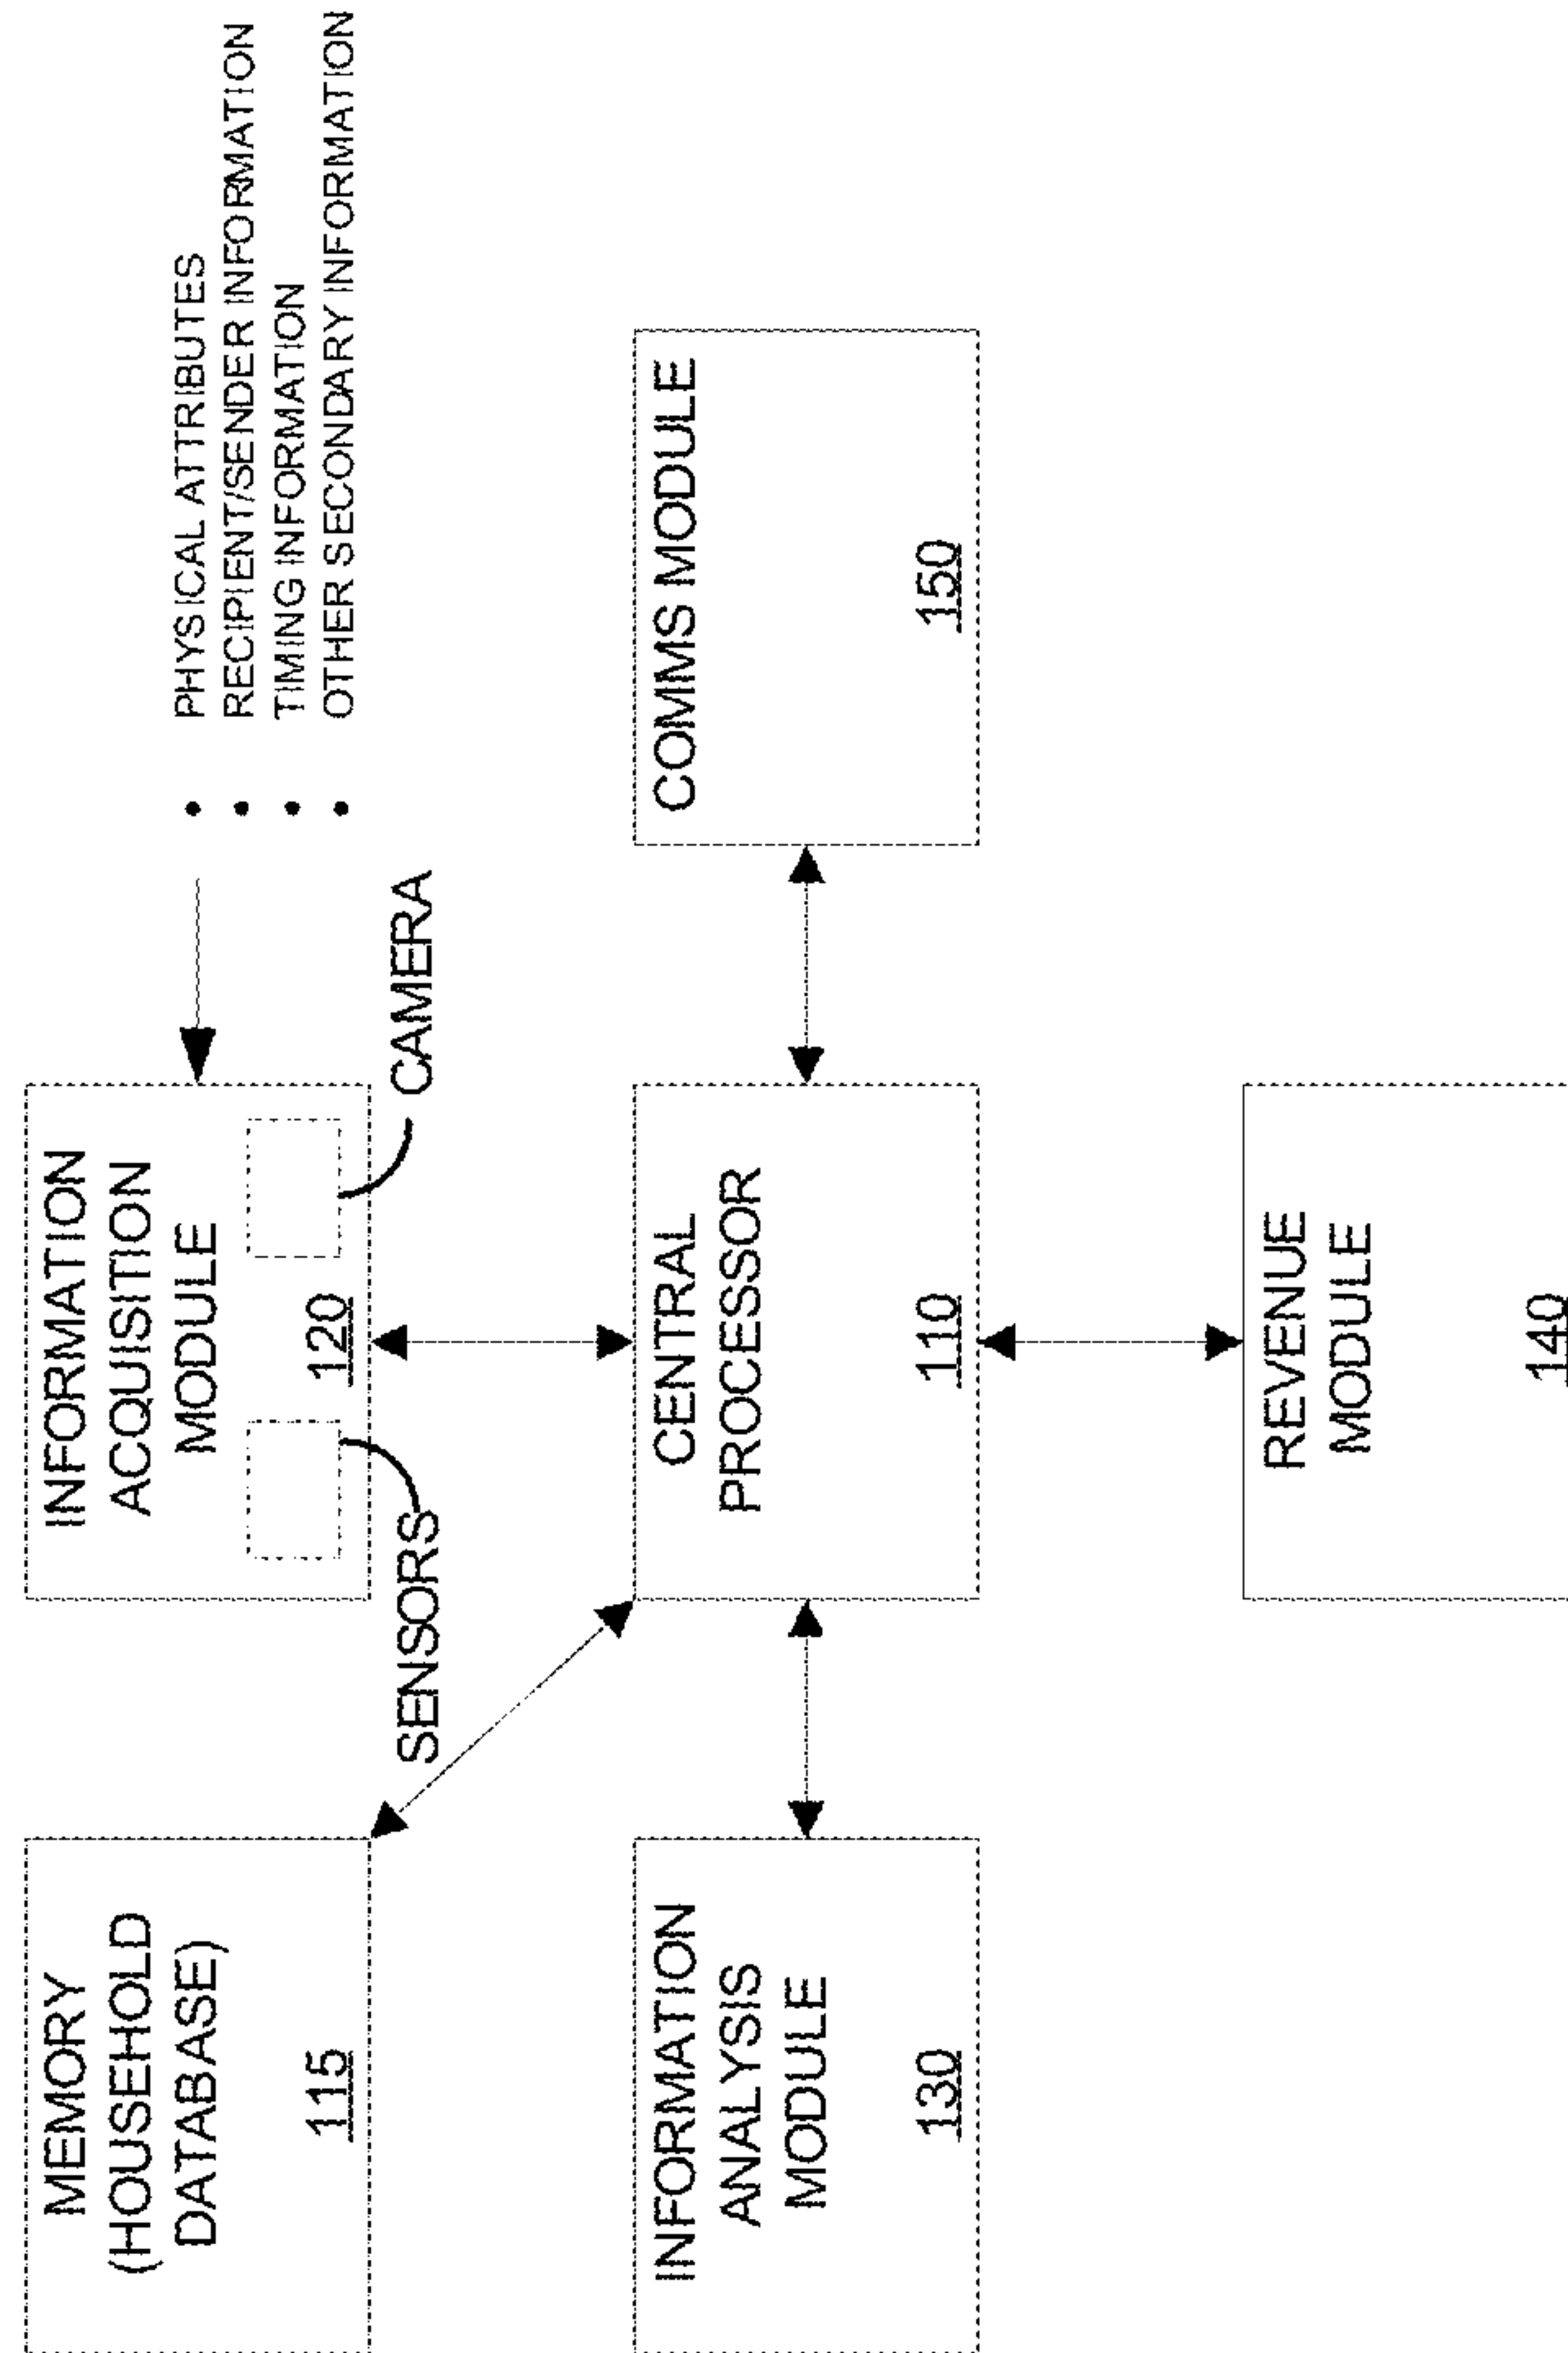 MEMORY
(HOUSEHOLD
DATABASE)
115
INFORMATION
ACQUISITION
MODULE
120
SENSORS
CAMERA
• PHYSICAL ATTRIBUTES
• RECIPIENT/SENDER INFORMATION
• TIMING INFORMATION
• OTHER SECONDARY INFORMATION
INFORMATION
ANALYSIS
MODULE
130
CENTRAL
PROCESSOR
110
COMMS MODULE
150
REVENUE
MODULE
140